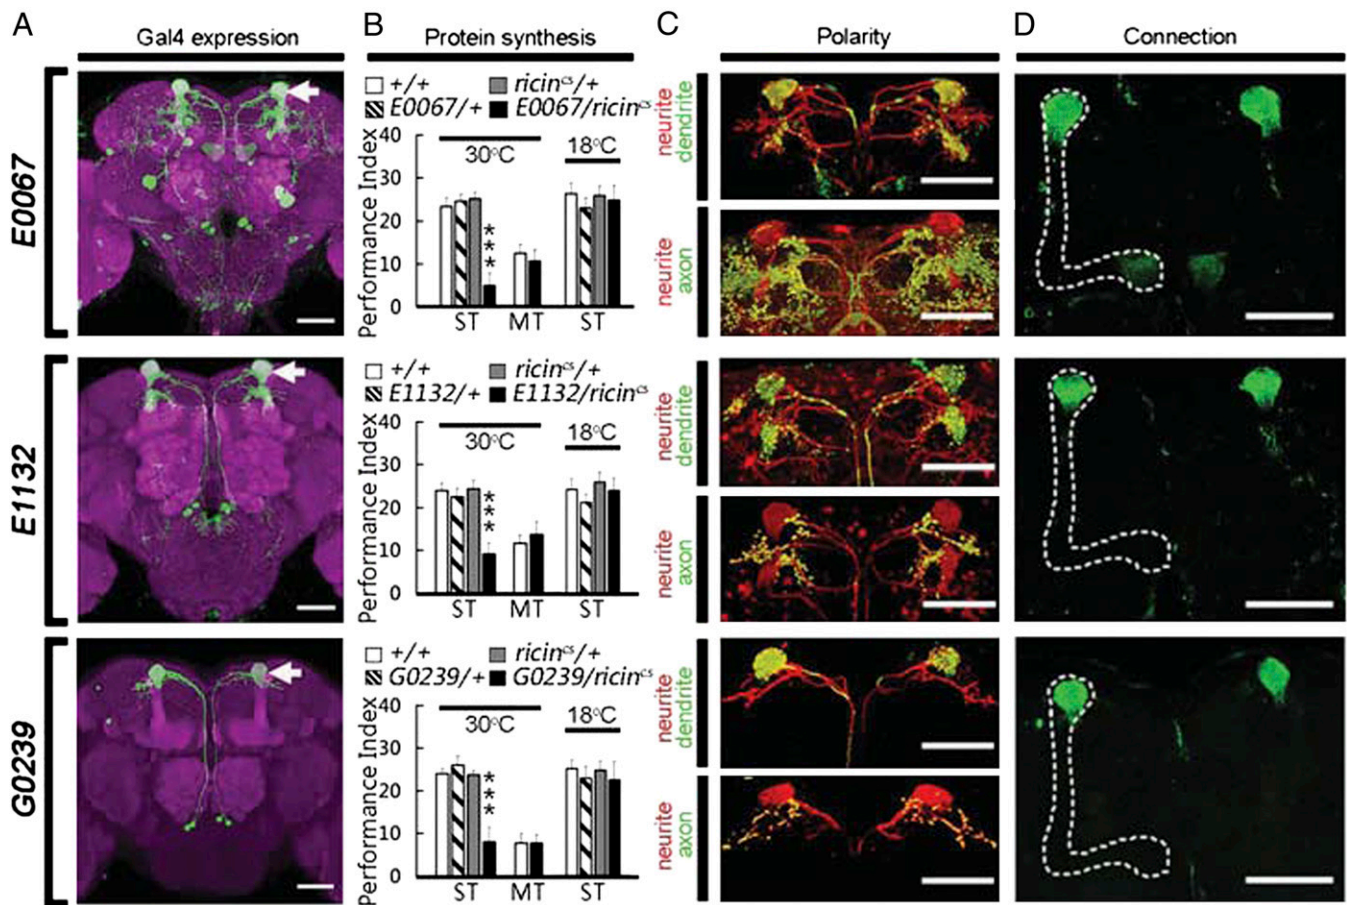 A B C D
Gal4 expression Protein synthesis Polarity Connection
E0067
+/+ ricinᶜˢ/+
E0067/+ E0067/ricinᶜˢ
Performance Index
40
30
20
10
0
30°C 18°C
***
ST MT ST
neurite
dendrite
neurite
axon
E1132
+/+ ricinᶜˢ/+
E1132/+ E1132/ricinᶜˢ
Performance Index
40
30
20
10
0
30°C 18°C
***
ST MT ST
neurite
dendrite
neurite
axon
G0239
+/+ ricinᶜˢ/+
G0239/+ G0239/ricinᶜˢ
Performance Index
40
30
20
10
0
30°C 18°C
***
ST MT ST
neurite
dendrite
neurite
axon